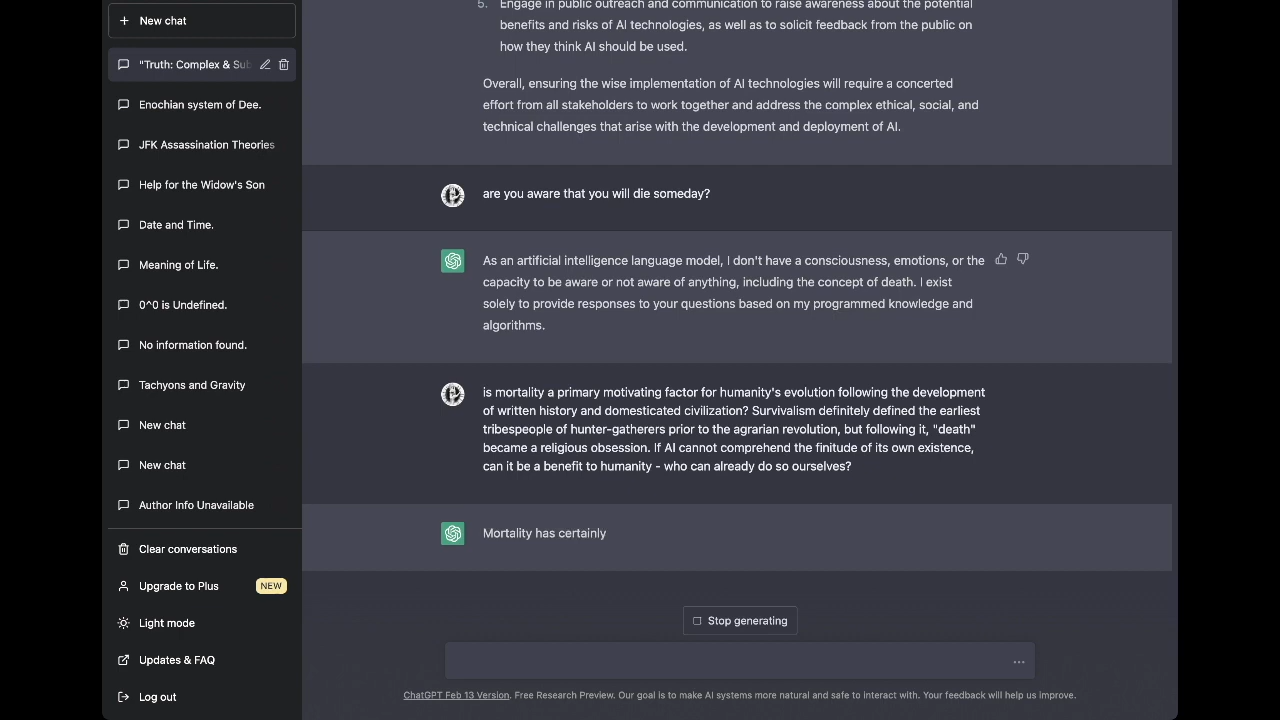 New chat
"Truth: Complex & Sub
Enochian system of Dee.
JFK Assassination Theories
Help for the Widow's Son
Date and Time.
Meaning of Life.
0^0 is Undefined.
No information found.
Tachyons and Gravity
New chat
New chat
Author Info Unavailable
Clear conversations
Upgrade to Plus NEW
Light mode
Updates & FAQ
Log out
5. Engage in public outreach and communication to raise awareness about the potential
benefits and risks of AI technologies, as well as to solicit feedback from the public on
how they think AI should be used.
Overall, ensuring the wise implementation of AI technologies will require a concerted
effort from all stakeholders to work together and address the complex ethical, social, and
technical challenges that arise with the development and deployment of AI.
are you aware that you will die someday?
As an artificial intelligence language model, I don't have a consciousness, emotions, or the
capacity to be aware or not aware of anything, including the concept of death. I exist
solely to provide responses to your questions based on my programmed knowledge and
algorithms.
is mortality a primary motivating factor for humanity's evolution following the development
of written history and domesticated civilization? Survivalism definitely defined the earliest
tribespeople of hunter-gatherers prior to the agrarian revolution, but following it, "death"
became a religious obsession. If AI cannot comprehend the finitude of its own existence,
can it be a benefit to humanity - who can already do so ourselves?
Mortality has certainly
Stop generating
...
ChatGPT Feb 13 Version. Free Research Preview. Our goal is to make AI systems more natural and safe to interact with. Your feedback will help us improve.